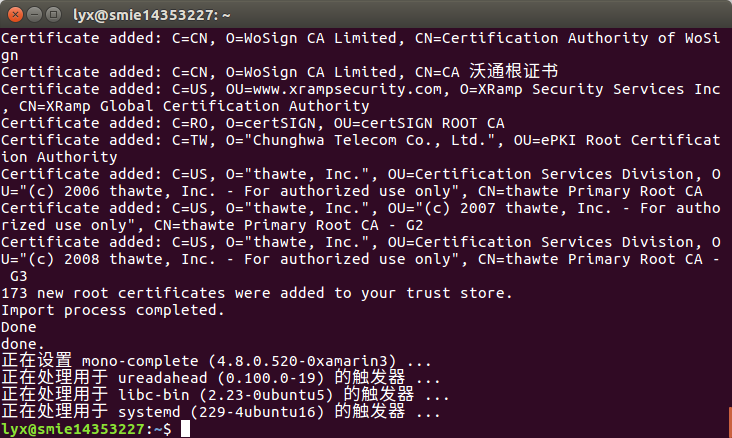 lyx@smie14353227: ~
Certificate added: C=CN, O=WoSign CA Limited, CN=Certification Authority of WoSi
gn
Certificate added: C=CN, O=WoSign CA Limited, CN=CA 沃通根证书
Certificate added: C=US, OU=www.xrampsecurity.com, O=XRamp Security Services Inc
, CN=XRamp Global Certification Authority
Certificate added: C=RO, O=certSIGN, OU=certSIGN ROOT CA
Certificate added: C=TW, O="Chunghwa Telecom Co., Ltd.", OU=ePKI Root Certificat
ion Authority
Certificate added: C=US, O="thawte, Inc.", OU=Certification Services Division, O
U="(c) 2006 thawte, Inc. - For authorized use only", CN=thawte Primary Root CA
Certificate added: C=US, O="thawte, Inc.", OU="(c) 2007 thawte, Inc. - For autho
rized use only", CN=thawte Primary Root CA - G2
Certificate added: C=US, O="thawte, Inc.", OU=Certification Services Division, O
U="(c) 2008 thawte, Inc. - For authorized use only", CN=thawte Primary Root CA -
 G3
173 new root certificates were added to your trust store.
Import process completed.
Done
done.
正在设置 mono-complete (4.8.0.520-0xamarin3) ...
正在处理用于 ureadahead (0.100.0-19) 的触发器 ...
正在处理用于 libc-bin (2.23-0ubuntu5) 的触发器 ...
正在处理用于 systemd (229-4ubuntu16) 的触发器 ...
lyx@smie14353227:~$